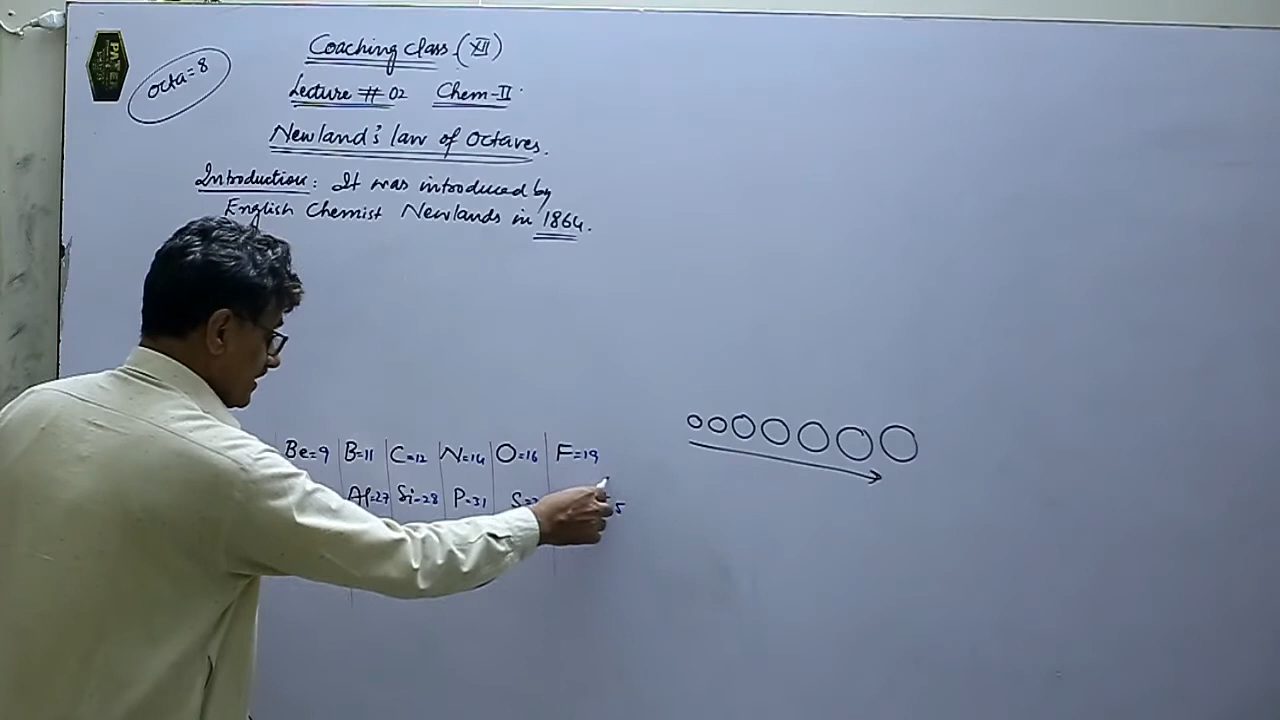 Octa=8
Coaching class (XII)
Lecture # 02 Chem-II
Newland's law of Octaves.
Introduction: It was introduced by
English Chemist Newlands in 1864.
Be=9 B=11 C=12 N=14 O=16 F=19
Al=27 Si=28 P=31